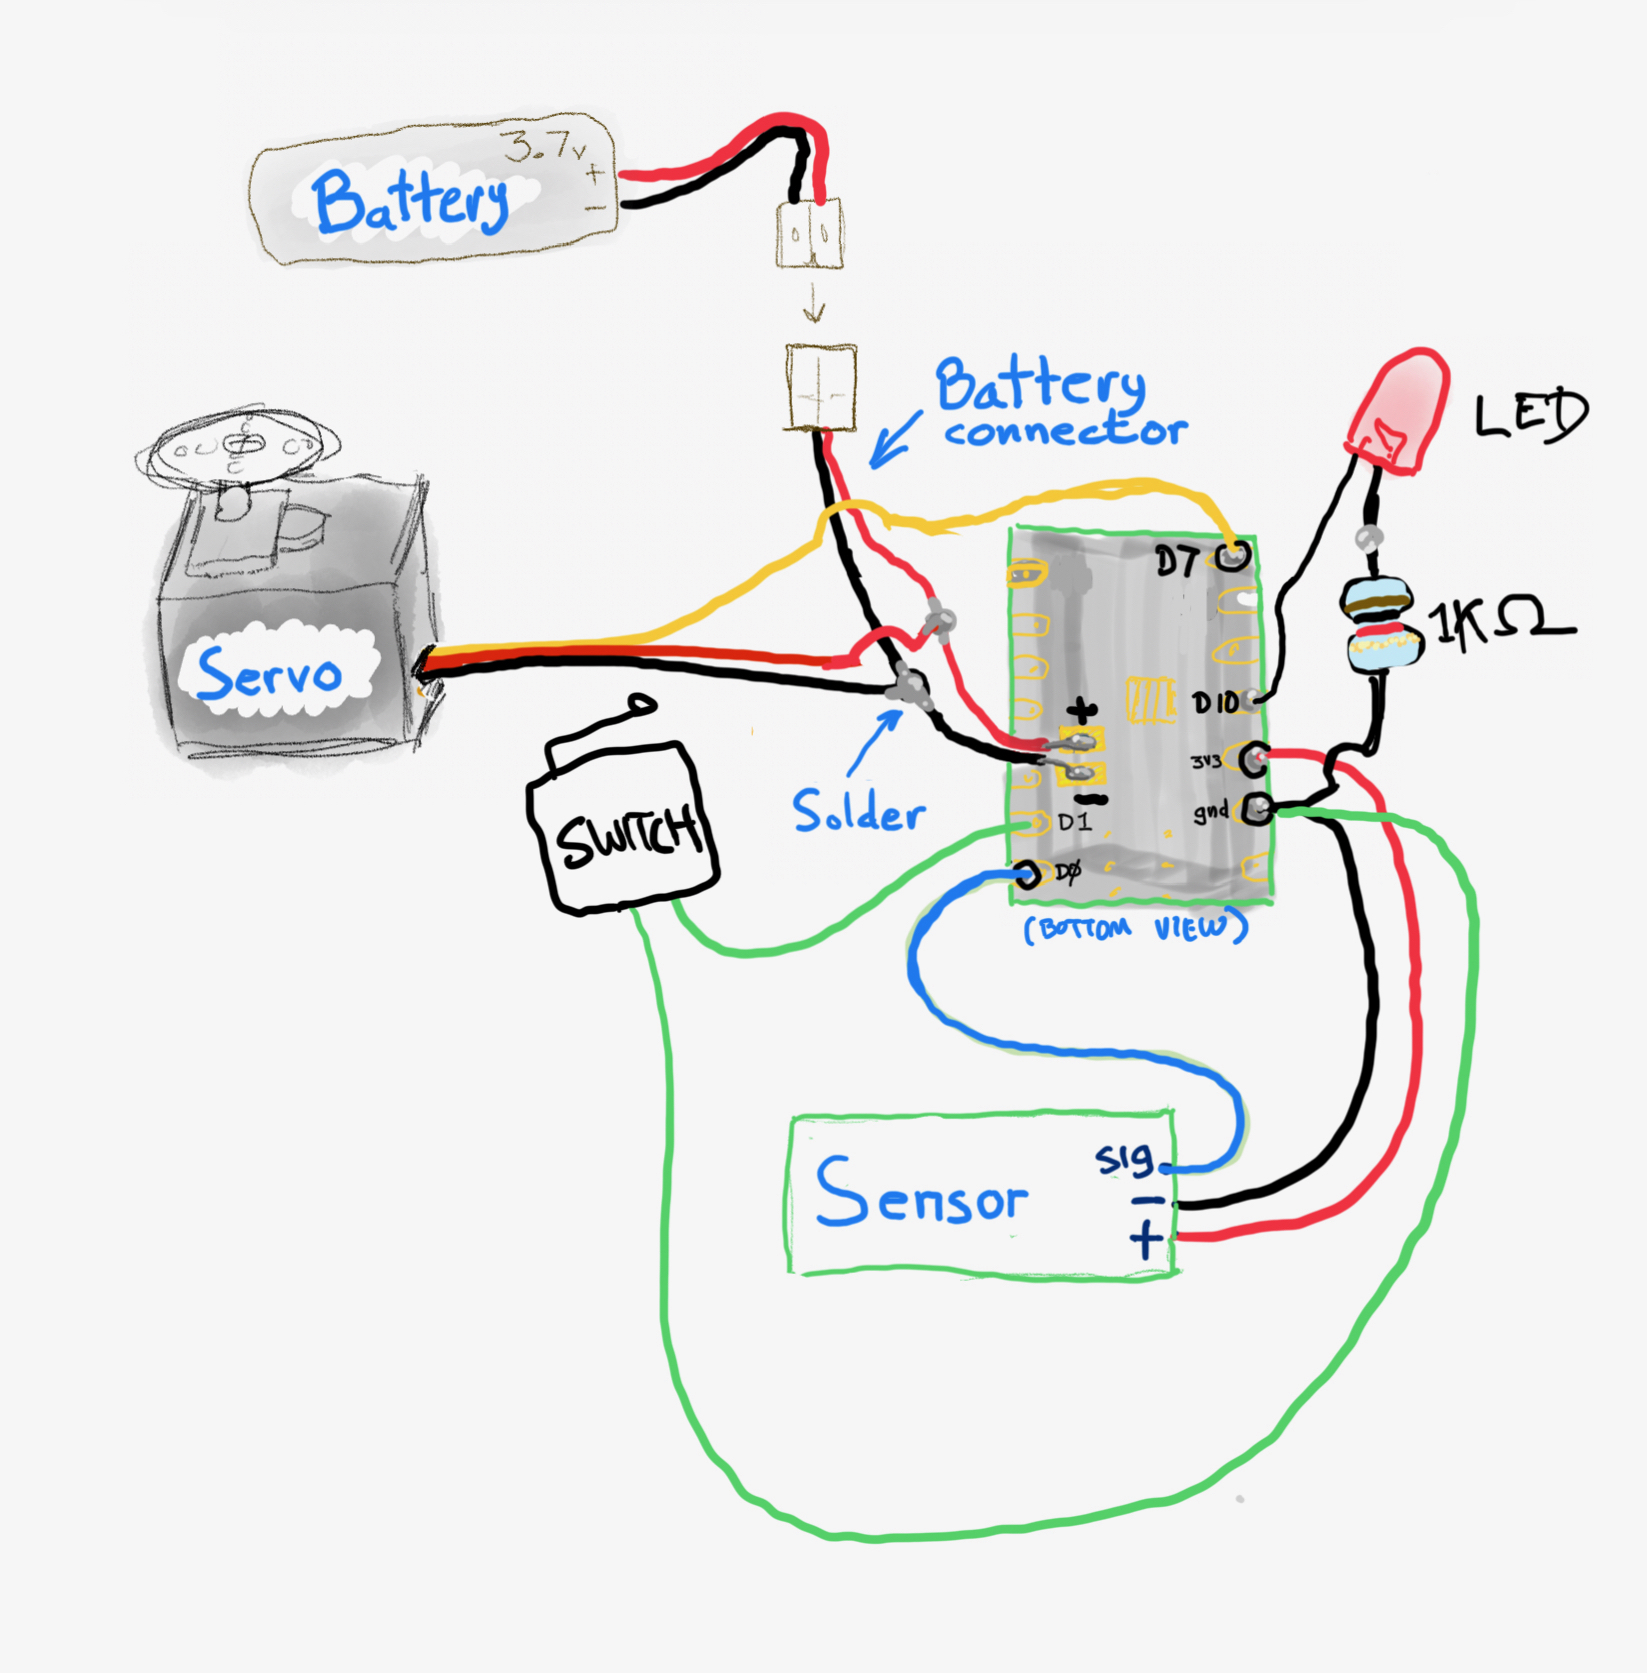 3.7v
+
Battery
−
Battery
connector
LED
D7
1KΩ
Servo
D10
+
3V3
−
gnd
Solder
D1
SWITCH
DØ
(BOTTOM VIEW)
sig
Sensor
−
+